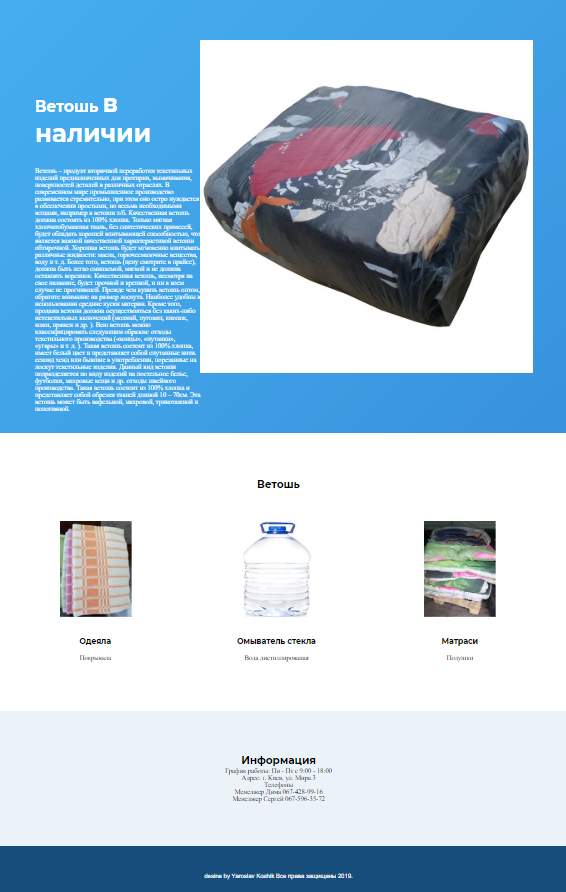 Ветошь в
наличии
Ветошь – продукт вторичной переработки текстильных
изделий предназначенных для протирки, вымачивания,
поверхностей деталей в различных отраслях. В
современном мире промышленное производство
развивается стремительно, при этом оно остро нуждается
в обеспечении простыми, но весьма необходимыми
вещами, например в ветоши х/б. Качественная ветошь
должна состоять из 100% хлопка. Только мягкая
хлопчатобумажная ткань, без синтетических примесей,
будет обладать хорошей впитывающей способностью, что
является важной качественной характеристикой ветоши
обтирочной. Хорошая ветошь будет мгновенно впитывать
различные жидкости: масла, горючесмазочные вещества,
воду и т. д. Более того, ветошь (цену смотрите в прайсе),
должна быть легко сминаемой, мягкой и не должна
оставлять ворсинок. Качественная ветошь, несмотря на
свое название, будет прочной и крепкой, и ни в коем
случае не прогнившей. Прежде чем купить ветошь оптом,
обратите внимание на размер лоскута. Наиболее удобны в
использовании средние куски материи. Кроме того,
продажа ветоши должна осуществляться без каких-либо
нетекстильных включений (молний, пуговиц, кнопок,
кожи, пряжек и др. ). Всю ветошь можно
классифицировать следующим образом: отходы
текстильного производства («концы», «путанка»,
«угары» и т. д. ). Такая ветошь состоит из 100% хлопка,
имеет белый цвет и представляет собой спутанные нити.
секонд хенд или бывшие в употреблении, порезанные на
лоскут текстильные изделия. Данный вид ветоши
подразделяется по виду изделий на постельное белье,
футболки, махровые вещи и др. отходы швейного
производства. Такая ветошь состоит из 100% хлопка и
представляет собой обрезки тканей длиной 10 – 70см. Эта
ветошь может быть вафельной, махровой, трикотажной и
полотняной.
Ветошь
Одеяла
Омыватель стекла
Матраси
Покрывала
Вода дистиллированя
Подушки
Информация
График работы: Пн - Пт с 9:00 - 18:00
Адрес: г. Киев, ул. Мира 3
Телефоны
Менеджер Дима 067-428-99-16
Менеджер Сергей 067-596-35-72
desine by Yaroslav Koshik Все права защищены 2019.